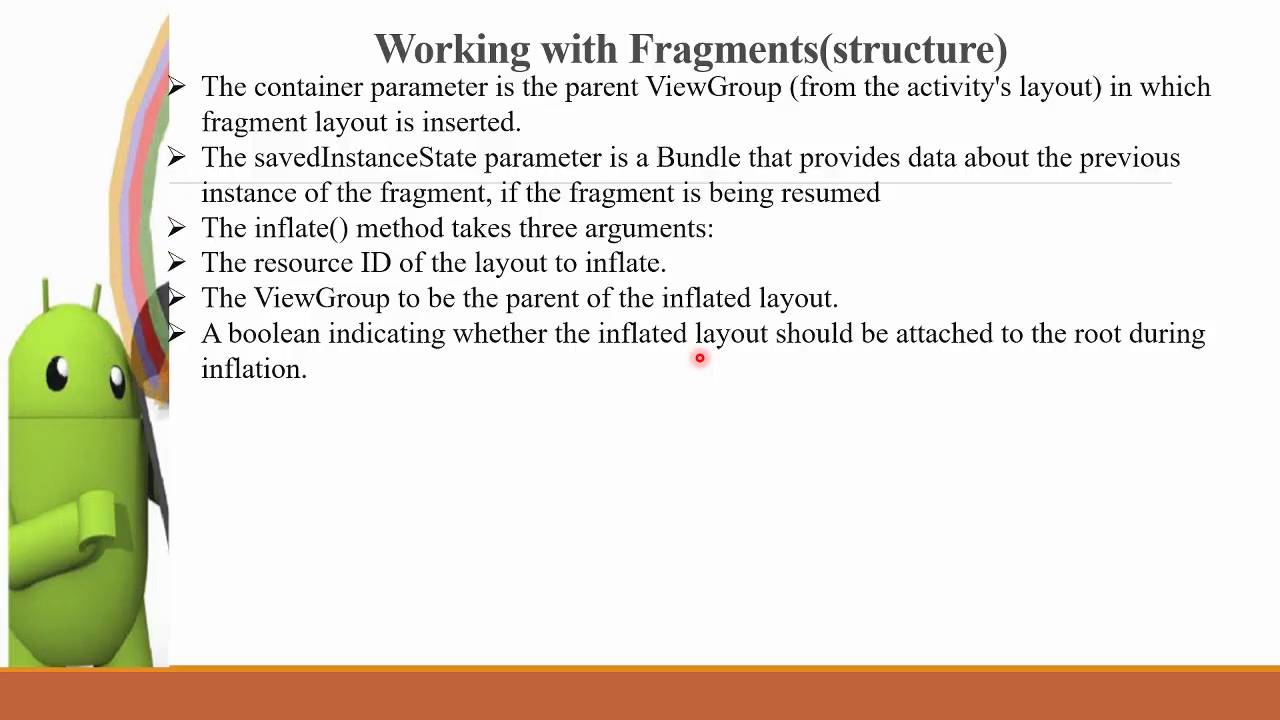 Working with Fragments(structure)
➢ The container parameter is the parent ViewGroup (from the activity's layout) in which
fragment layout is inserted.
➢ The savedInstanceState parameter is a Bundle that provides data about the previous
instance of the fragment, if the fragment is being resumed
➢ The inflate() method takes three arguments:
➢ The resource ID of the layout to inflate.
➢ The ViewGroup to be the parent of the inflated layout.
➢ A boolean indicating whether the inflated layout should be attached to the root during
inflation.